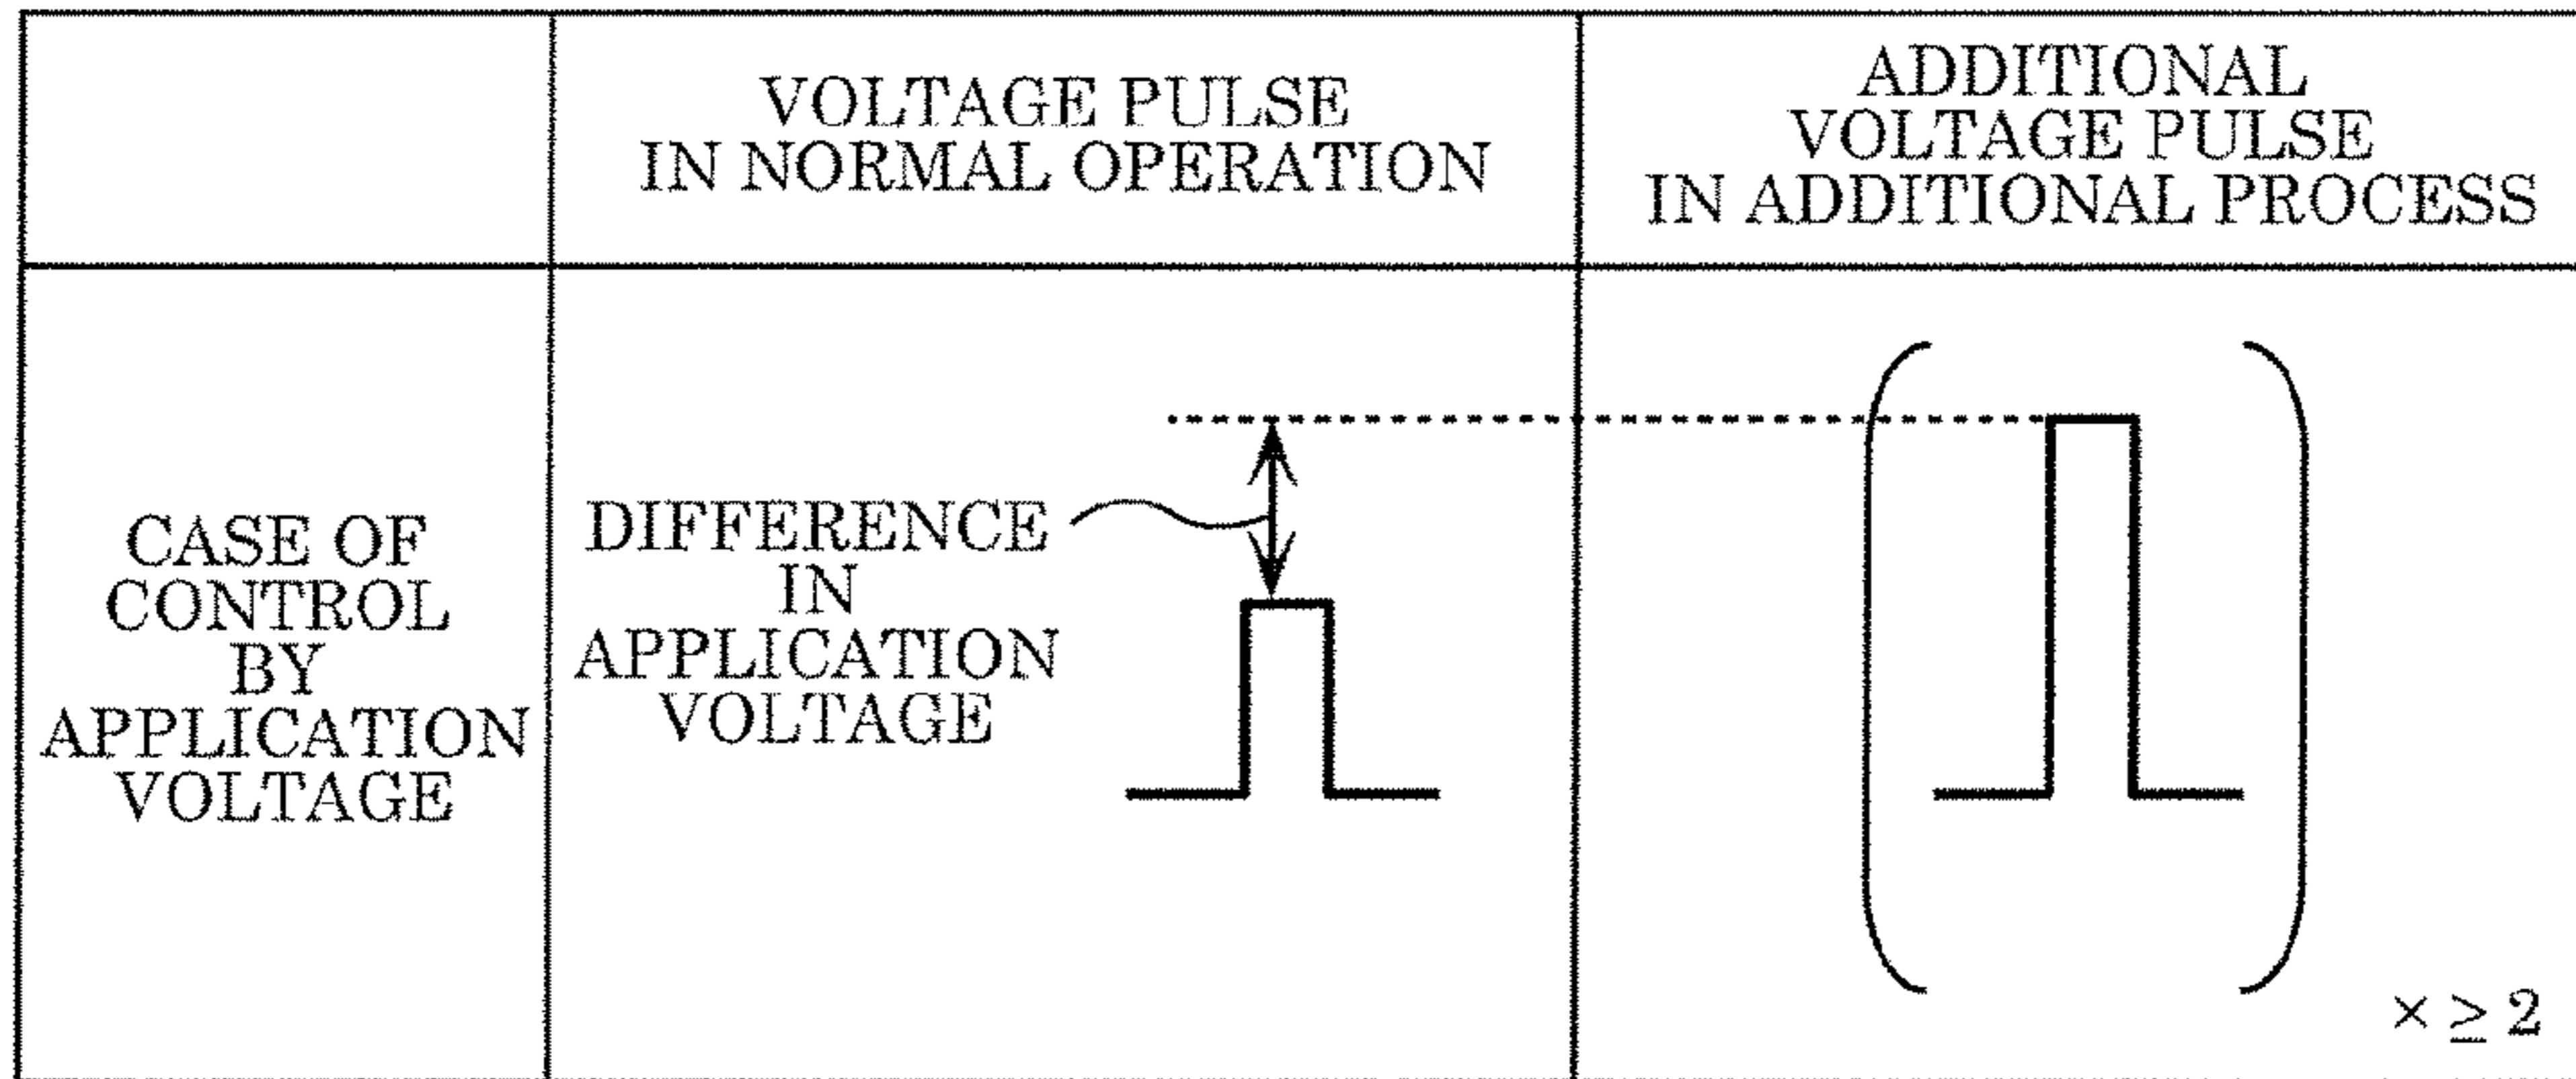 VOLTAGE PULSE
IN NORMAL OPERATION
ADDITIONAL
VOLTAGE PULSE
IN ADDITIONAL PROCESS
CASE OF
CONTROL
BY
APPLICATION
VOLTAGE
DIFFERENCE
IN
APPLICATION
VOLTAGE
× ≥ 2